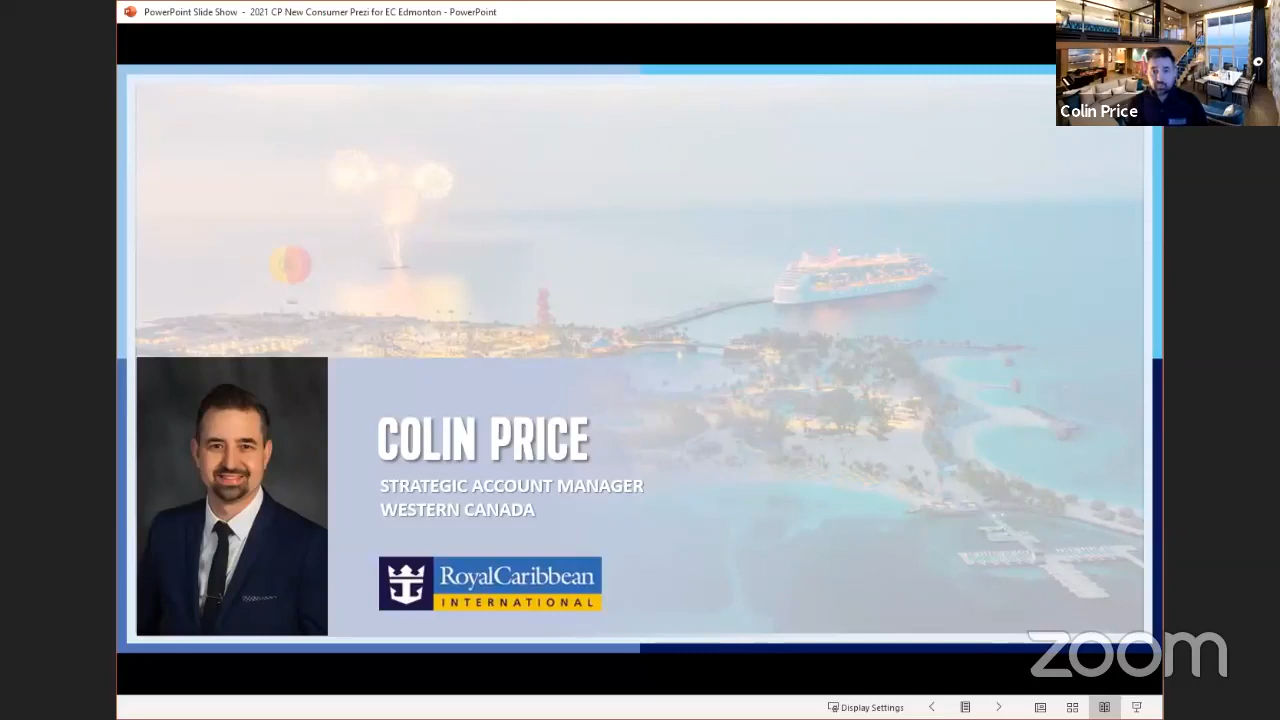 PowerPoint Slide Show - 2021 CP New Consumer Prezi for EC Edmonton - PowerPoint
Colin Price
COLIN PRICE
STRATEGIC ACCOUNT MANAGER
WESTERN CANADA
RoyalCaribbean
INTERNATIONAL
zoom
Display Settings